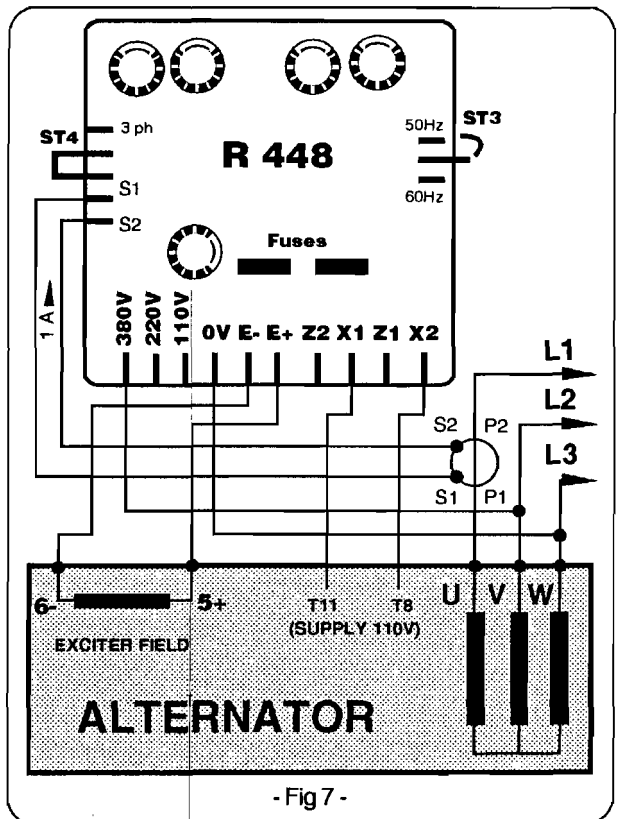 3 ph
ST4
R 448
50Hz
ST3
60Hz
S1
S2
Fuses
1 A
380V
220V
110V
0V
E-
E+
Z2
X1
Z1
X2
L1
L2
L3
S2
P2
S1
P1
6-
5+
T11
T8
U
V
W
(SUPPLY 110V)
EXCITER FIELD
ALTERNATOR
- Fig 7 -